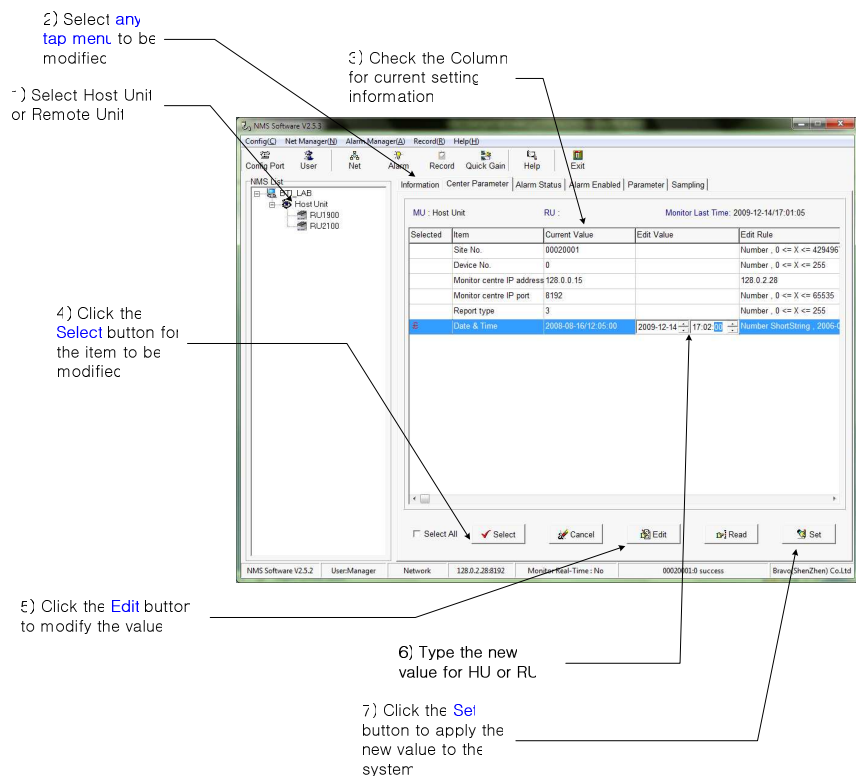 2) Select any
tap menu to be
modified
3) Check the Column
for current setting
information
1) Select Host Unit
or Remote Unit
NMS Software V2.5.3
Config(C) Net Manager(N) Alarm Manager(A) Record(R) Help(H)
Config Port User Net Alarm Record Quick Gain Help Exit
NMS List
BTI_LAB
Host Unit
RU1900
RU2100
Information Center Parameter Alarm Status Alarm Enabled Parameter Sampling
MU : Host Unit RU : Monitor Last Time: 2009-12-14/17:01:05
Selected Item Current Value Edit Value Edit Rule
Site No. 00020001 Number , 0 <= X <= 429496
Device No. 0 Number , 0 <= X <= 255
Monitor centre IP address 128.0.0.15 128.0.2.28
Monitor centre IP port 8192 Number , 0 <= X <= 65535
Report type 3 Number , 0 <= X <= 255
E Date & Time 2008-08-16/12:05:00 2009-12-14 17:02:00 Number ShortString , 2006-0
4) Click the
Select button for
the item to be
modified
Select All Select Cancel Edit Read Set
NMS Software V2.5.2 User:Manager Network 128.0.2.28:8192 Monitor Real-Time : No 00020001:0 success Bravo(ShenZhen) Co.Ltd
5) Click the Edit button
to modify the value
6) Type the new
value for HU or RU
7) Click the Set
button to apply the
new value to the
system